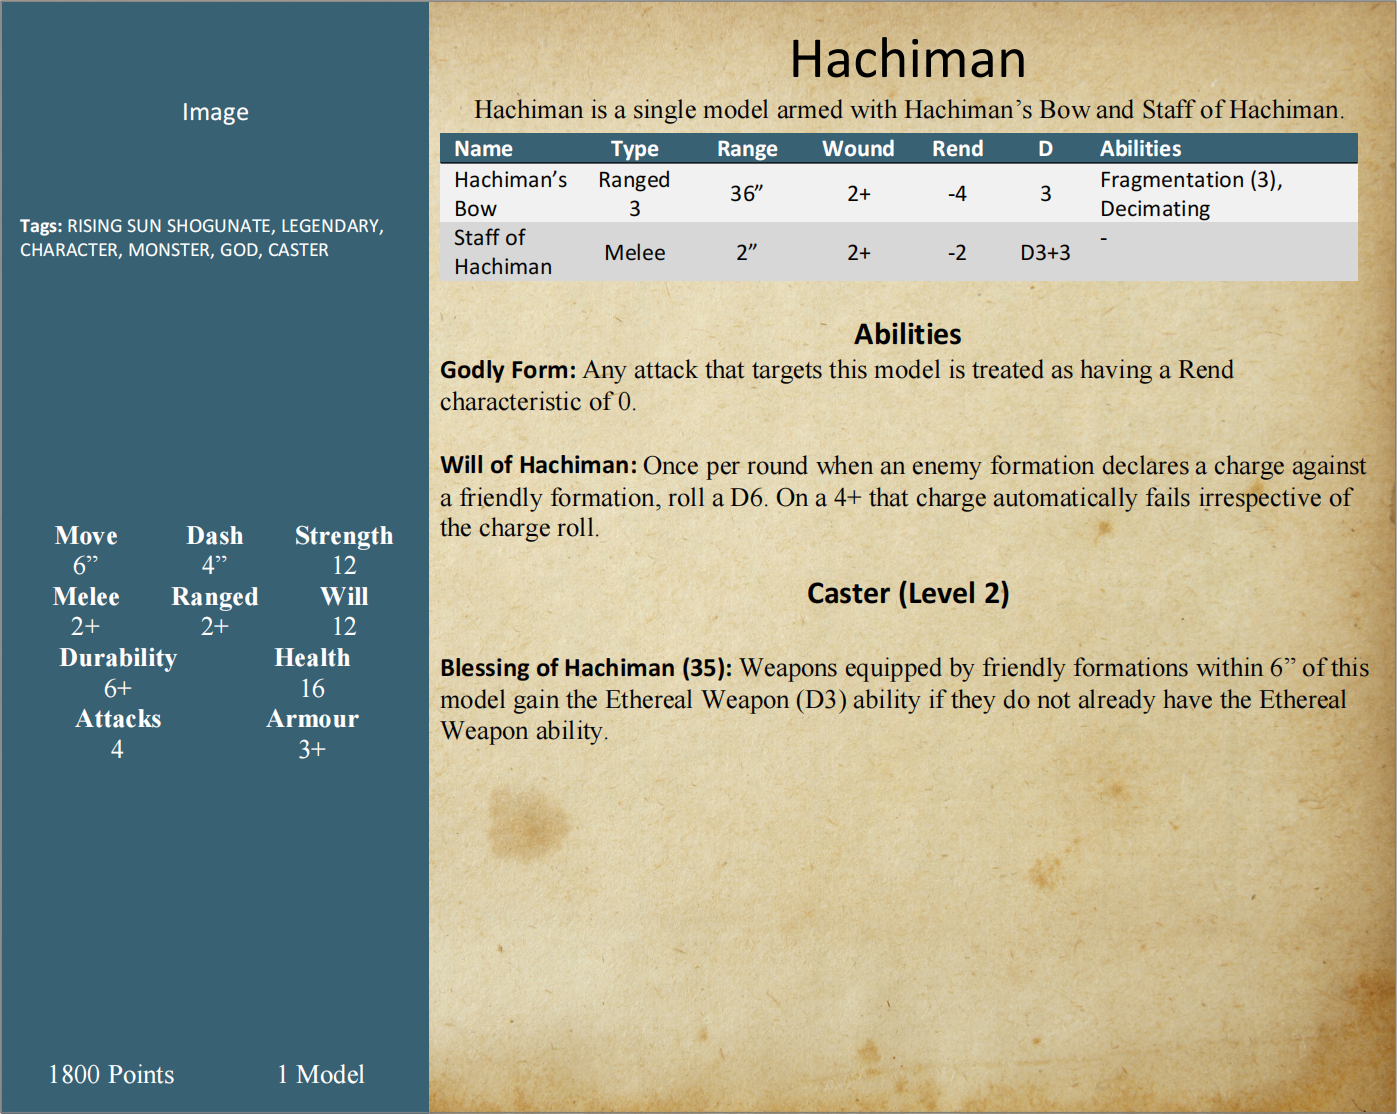 Image
Tags: RISING SUN SHOGUNATE, LEGENDARY,
CHARACTER, MONSTER, GOD, CASTER
Move Dash Strength
6” 4” 12
Melee Ranged Will
2+ 2+ 12
Durability Health
6+ 16
Attacks Armour
4 3+
1800 Points 1 Model
Hachiman
Hachiman is a single model armed with Hachiman’s Bow and Staff of Hachiman.
Name Type Range Wound Rend D Abilities
Hachiman’s Bow Ranged 3 36” 2+ -4 3 Fragmentation (3), Decimating
Staff of Hachiman Melee 2” 2+ -2 D3+3 -
Abilities
Godly Form: Any attack that targets this model is treated as having a Rend
characteristic of 0.
Will of Hachiman: Once per round when an enemy formation declares a charge against
a friendly formation, roll a D6. On a 4+ that charge automatically fails irrespective of
the charge roll.
Caster (Level 2)
Blessing of Hachiman (35): Weapons equipped by friendly formations within 6” of this
model gain the Ethereal Weapon (D3) ability if they do not already have the Ethereal
Weapon ability.